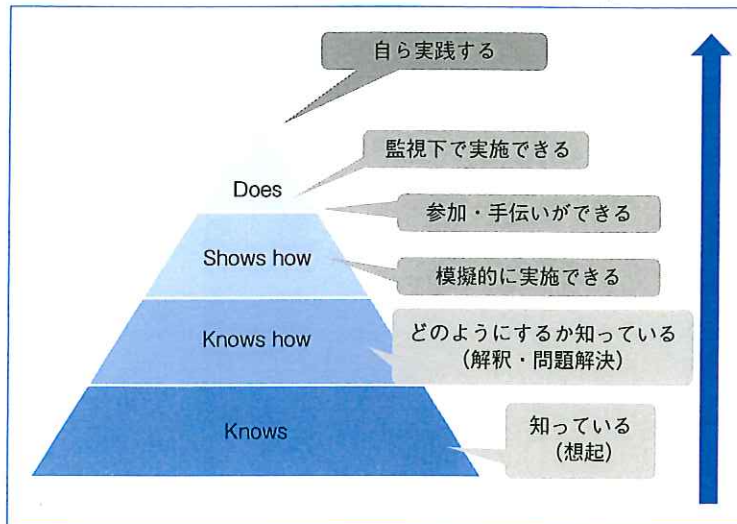 自ら実践する
監視下で実施できる
Does
参加・手伝いができる
Shows how
模擬的に実施できる
Knows how
どのようにするか知っている
(解釈・問題解決)
Knows
知っている
(想起)